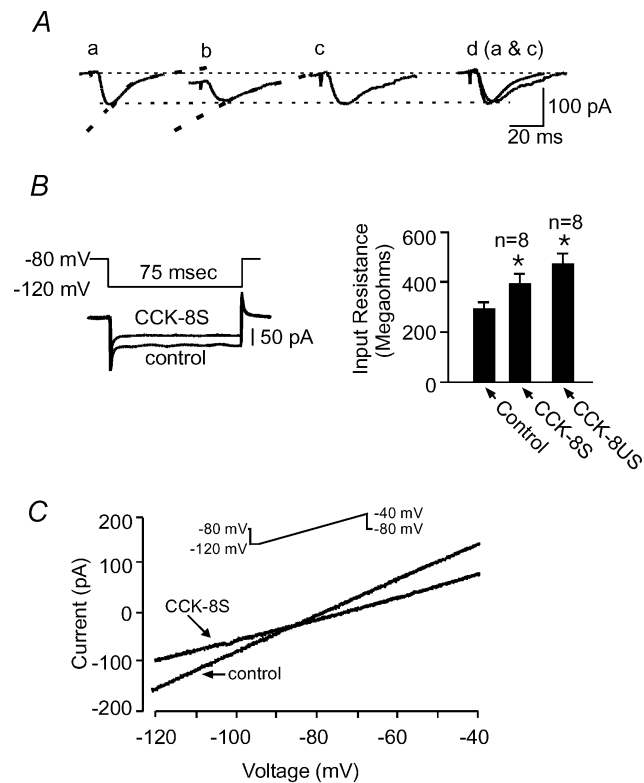 A
a
b
c
d (a & c)
100 pA
20 ms
B
-80 mV
-120 mV
75 msec
CCK-8S
control
50 pA
Input Resistance
(Megaohms)
600
400
200
0
n=8
*
n=8
*
Control
CCK-8S
CCK-8US
C
Current (pA)
200
100
0
-100
-200
-80 mV
-120 mV
-40 mV
-80 mV
CCK-8S
control
-120
-100
-80
-60
-40
Voltage (mV)